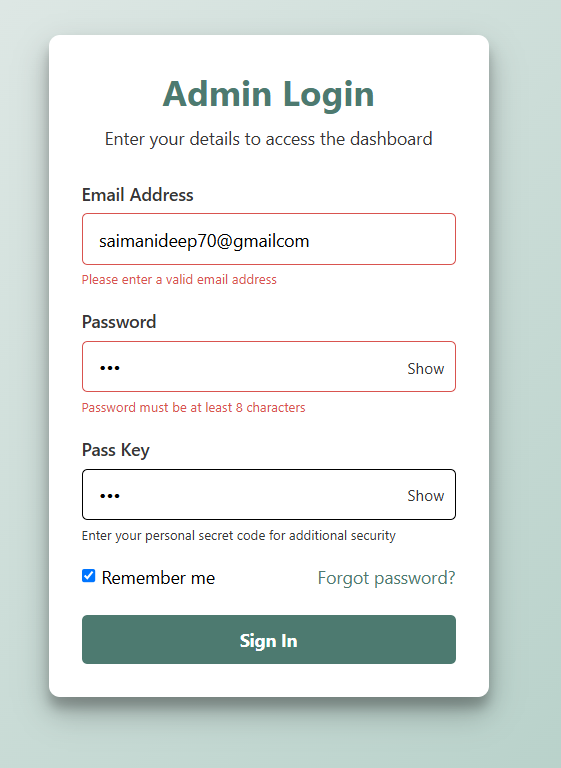 Admin Login
Enter your details to access the dashboard
Email Address
saimanideep70@gmailcom
Please enter a valid email address
Password
••• Show
Password must be at least 8 characters
Pass Key
••• Show
Enter your personal secret code for additional security
Remember me Forgot password?
Sign In